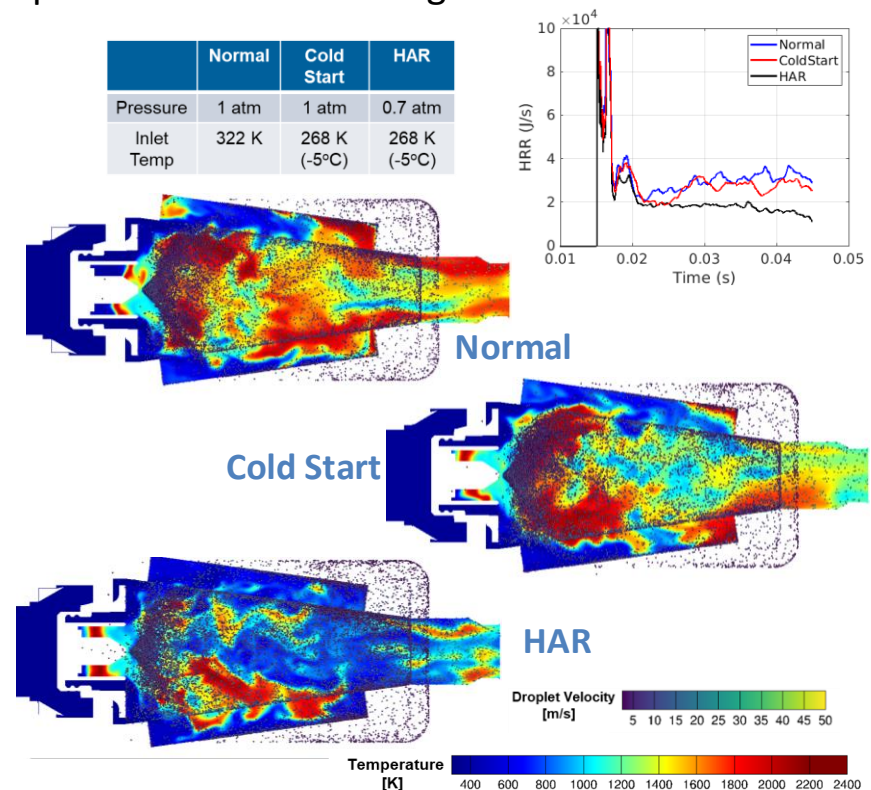 Normal Cold Start HAR
Pressure 1 atm 1 atm 0.7 atm
Inlet Temp 322 K 268 K (-5°C) 268 K (-5°C)
10 ×10⁴
8
6
4
2
0
HRR (J/s)
Normal
ColdStart
HAR
0.01 0.02 0.03 0.04 0.05
Time (s)
Normal
Cold Start
HAR
Droplet Velocity
[m/s]
5 10 15 20 25 30 35 40 45 50
Temperature
[K]
400 600 800 1000 1200 1400 1600 1800 2000 2200 2400